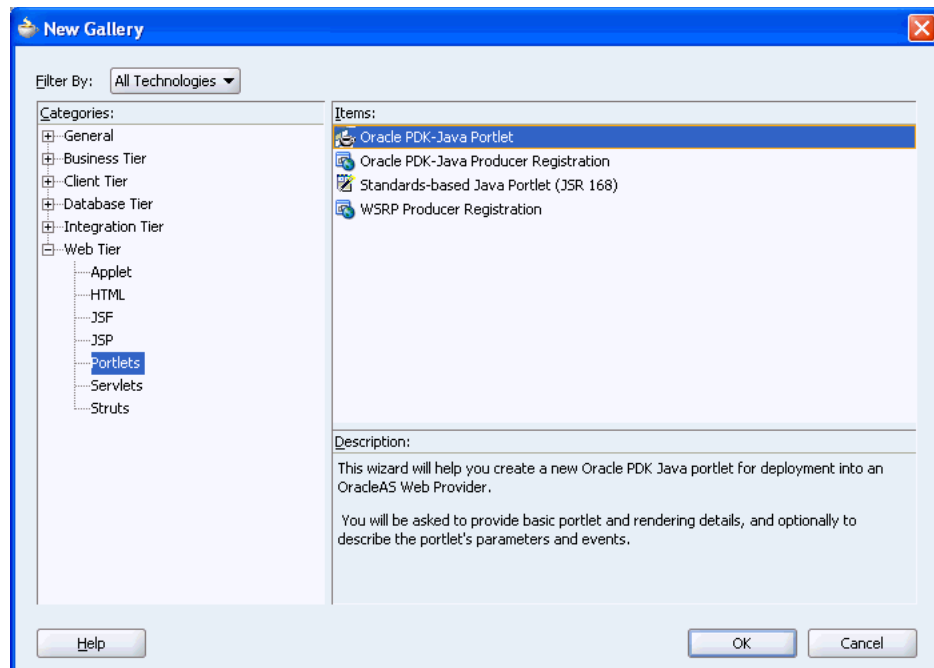 New Gallery
Filter By: All Technologies
Categories:
General
Business Tier
Client Tier
Database Tier
Integration Tier
Web Tier
Applet
HTML
JSF
JSP
Portlets
Servlets
Struts
Items:
Oracle PDK-Java Portlet
Oracle PDK-Java Producer Registration
Standards-based Java Portlet (JSR 168)
WSRP Producer Registration
Description:
This wizard will help you create a new Oracle PDK Java portlet for deployment into an
OracleAS Web Provider.
You will be asked to provide basic portlet and rendering details, and optionally to
describe the portlet's parameters and events.
Help
OK
Cancel